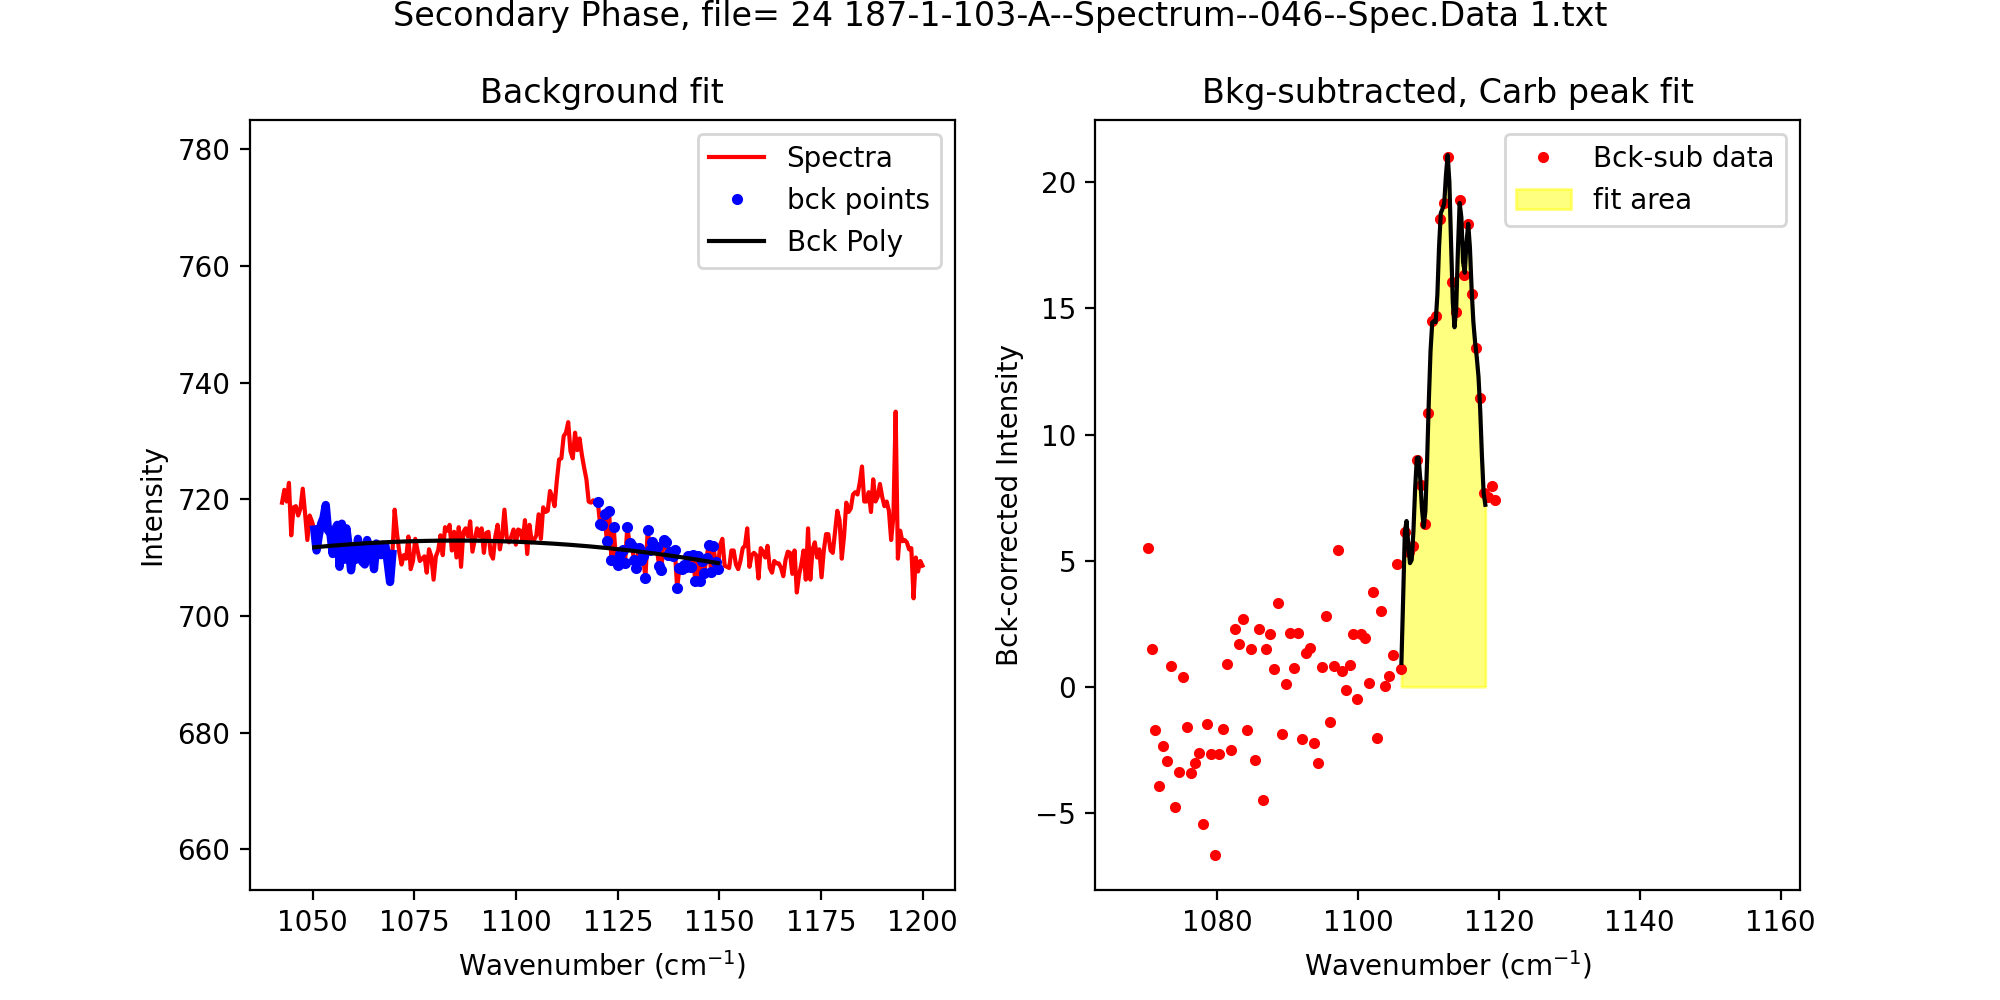 Secondary Phase, file= 24 187-1-103-A--Spectrum--046--Spec.Data 1.txt
Background fit
780
760
740
720
700
680
660
Intensity
Spectra
bck points
Bck Poly
1050 1075 1100 1125 1150 1175 1200
Wavenumber (cm⁻¹)
Bkg-subtracted, Carb peak fit
20
15
10
5
0
−5
Bck-corrected Intensity
Bck-sub data
fit area
1080 1100 1120 1140 1160
Wavenumber (cm⁻¹)